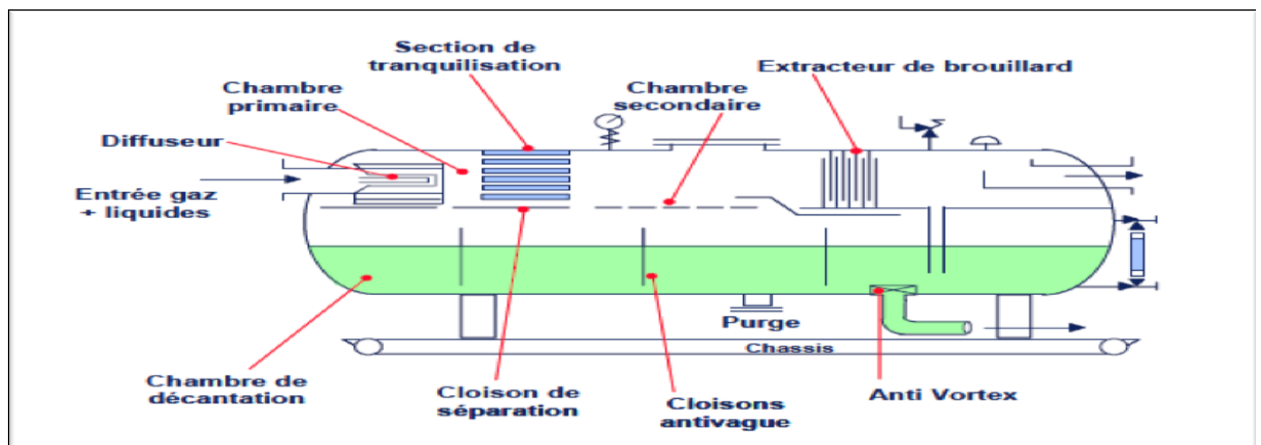 Section de
tranquilisation
Extracteur de brouillard
Chambre
primaire
Chambre
secondaire
Diffuseur
Entrée gaz
+ liquides
Purge
Chassis
Chambre de
décantation
Cloison de
séparation
Cloisons
antivague
Anti Vortex